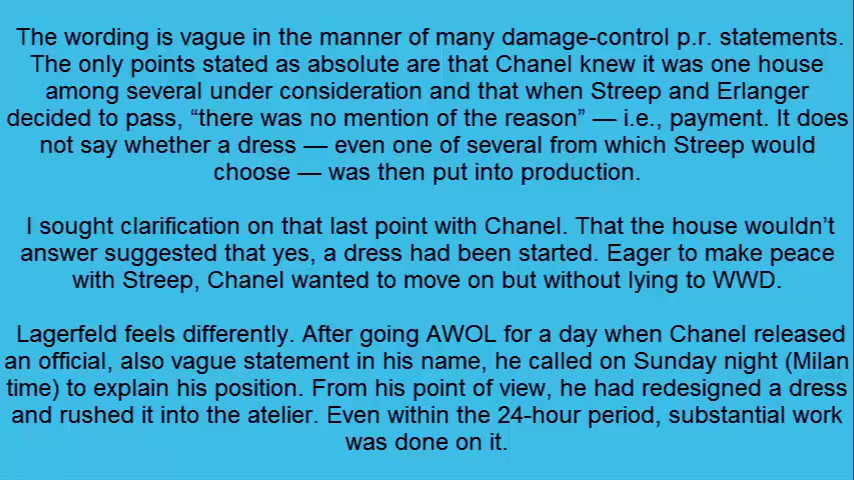 The wording is vague in the manner of many damage-control p.r. statements.
The only points stated as absolute are that Chanel knew it was one house
among several under consideration and that when Streep and Erlanger
decided to pass, “there was no mention of the reason” — i.e., payment. It does
not say whether a dress — even one of several from which Streep would
choose — was then put into production.
I sought clarification on that last point with Chanel. That the house wouldn’t
answer suggested that yes, a dress had been started. Eager to make peace
with Streep, Chanel wanted to move on but without lying to WWD.
Lagerfeld feels differently. After going AWOL for a day when Chanel released
an official, also vague statement in his name, he called on Sunday night (Milan
time) to explain his position. From his point of view, he had redesigned a dress
and rushed it into the atelier. Even within the 24-hour period, substantial work
was done on it.